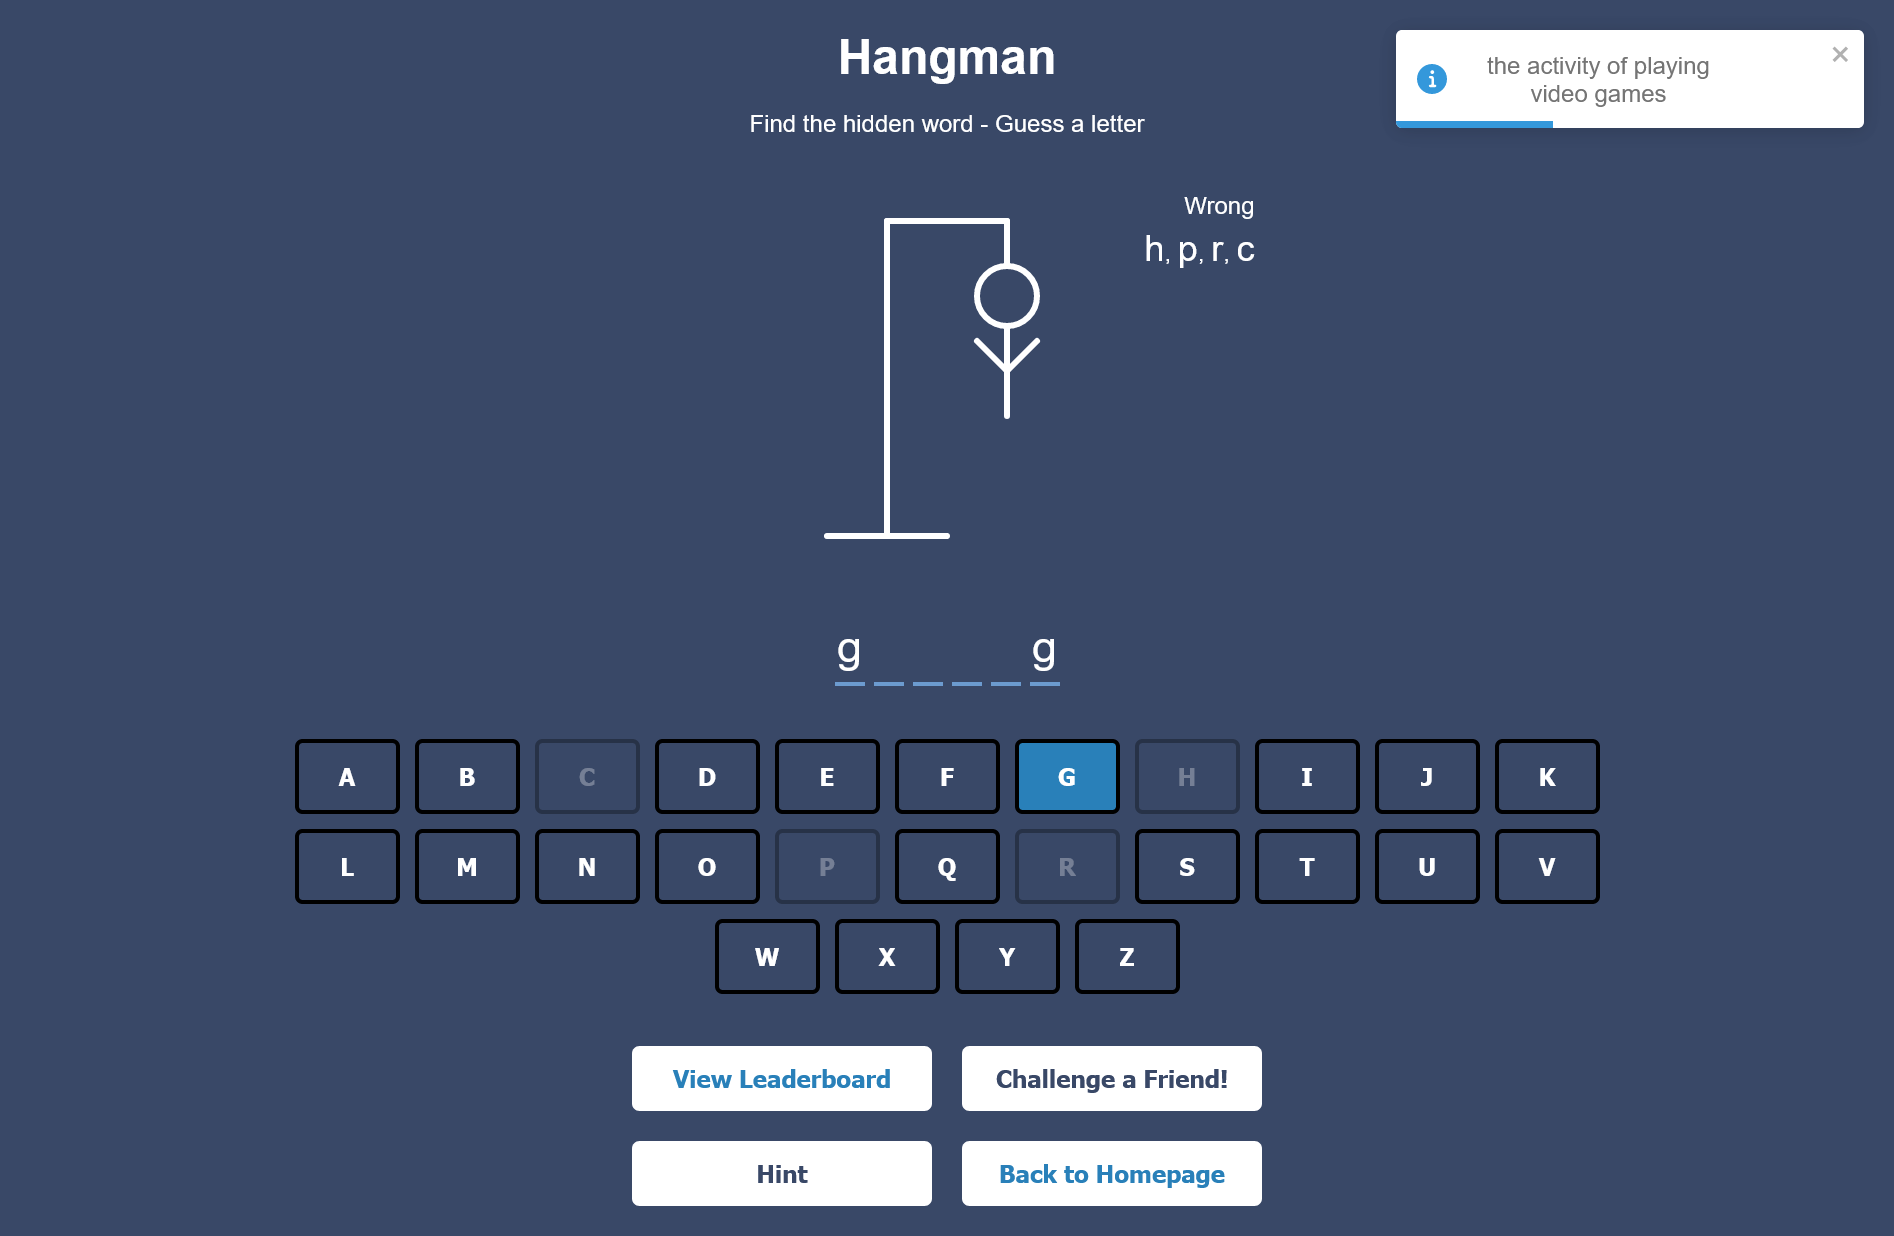 Hangman
Find the hidden word - Guess a letter
the activity of playing
video games
Wrong
h, p, r, c
g _ _ _ _ g
A B C D E F G H I J K
L M N O P Q R S T U V
W X Y Z
View Leaderboard
Challenge a Friend!
Hint
Back to Homepage